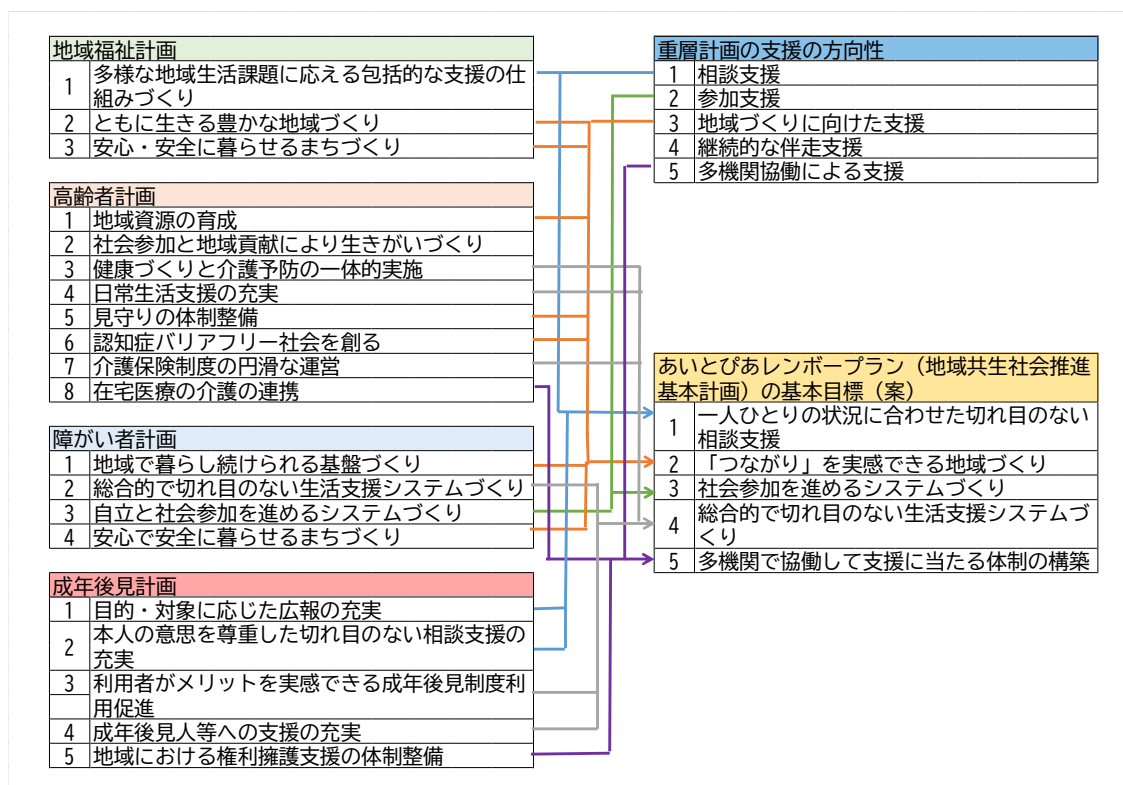 地域福祉計画
1 多様な地域生活課題に応える包括的な支援の仕
組みづくり
2 ともに生きる豊かな地域づくり
3 安心・安全に暮らせるまちづくり
高齢者計画
1 地域資源の育成
2 社会参加と地域貢献により生きがいづくり
3 健康づくりと介護予防の一体的実施
4 日常生活支援の充実
5 見守りの体制整備
6 認知症バリアフリー社会を創る
7 介護保険制度の円滑な運営
8 在宅医療の介護の連携
障がい者計画
1 地域で暮らし続けられる基盤づくり
2 総合的で切れ目のない生活支援システムづくり
3 自立と社会参加を進めるシステムづくり
4 安心で安全に暮らせるまちづくり
成年後見計画
1 目的・対象に応じた広報の充実
2 本人の意思を尊重した切れ目のない相談支援の
充実
3 利用者がメリットを実感できる成年後見制度利
用促進
4 成年後見人等への支援の充実
5 地域における権利擁護支援の体制整備
重層計画の支援の方向性
1 相談支援
2 参加支援
3 地域づくりに向けた支援
4 継続的な伴走支援
5 多機関協働による支援
あいとぴあレンボープラン（地域共生社会推進
基本計画）の基本目標（案）
1 一人ひとりの状況に合わせた切れ目のない
相談支援
2 「つながり」を実感できる地域づくり
3 社会参加を進めるシステムづくり
4 総合的で切れ目のない生活支援システムづ
くり
5 多機関で協働して支援に当たる体制の構築